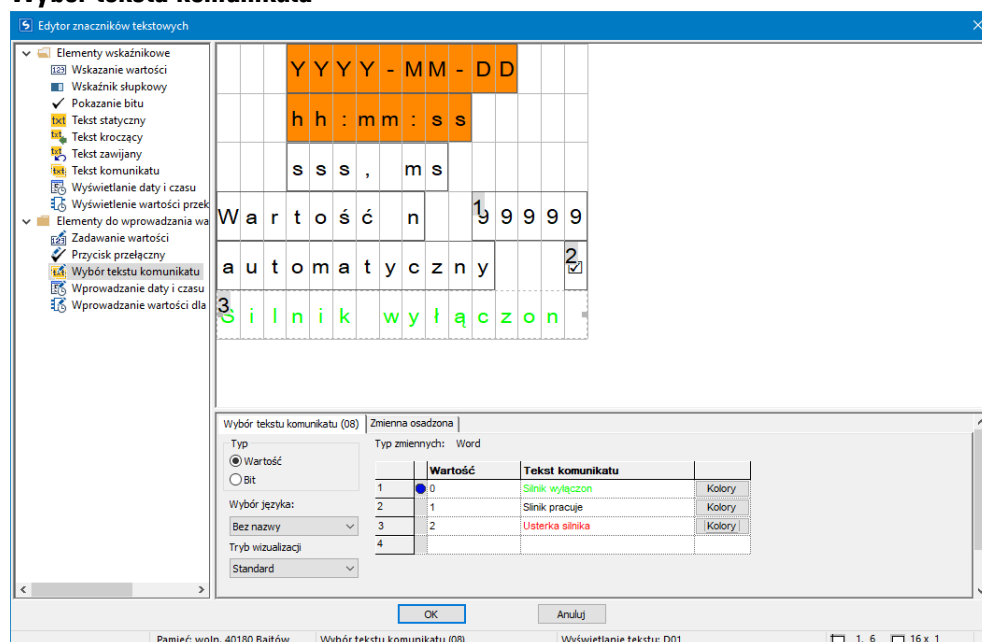 Wybór tekstu komunikatu
Edytor znaczników tekstowych
Elementy wskaźnikowe
Wskazanie wartości
Wskaźnik słupkowy
Pokazanie bitu
Tekst statyczny
Tekst kroczący
Tekst zawijany
Tekst komunikatu
Wyświetlanie daty i czasu
Wyświetlenie wartości przek
Elementy do wprowadzania wa
Zadawanie wartości
Przycisk przełączny
Wybór tekstu komunikatu
Wprowadzanie daty i czasu
Wprowadzanie wartości dla
YYYY-MM-DD
hh:mm:ss
sss, ms
Wartość n 1 99999
automatyczny 2
3 Silnik wyłączon
Wybór tekstu komunikatu (08) Zmienna osadzona
Typ Typ zmiennych: Word
Wartość
Bit
Wybór języka:
Bez nazwy
Tryb wizualizacji
Standard
Wartość Tekst komunikatu
1 0 Silnik wyłączon Kolory
2 1 Slinik pracuje Kolory
3 2 Usterka silnika Kolory
4
OK Anuluj
Pamięć woln. 40180 Bajtów Wybór tekstu komunikatu (08) Wyświetlanie tekstu: D01 1, 6 16 x 1